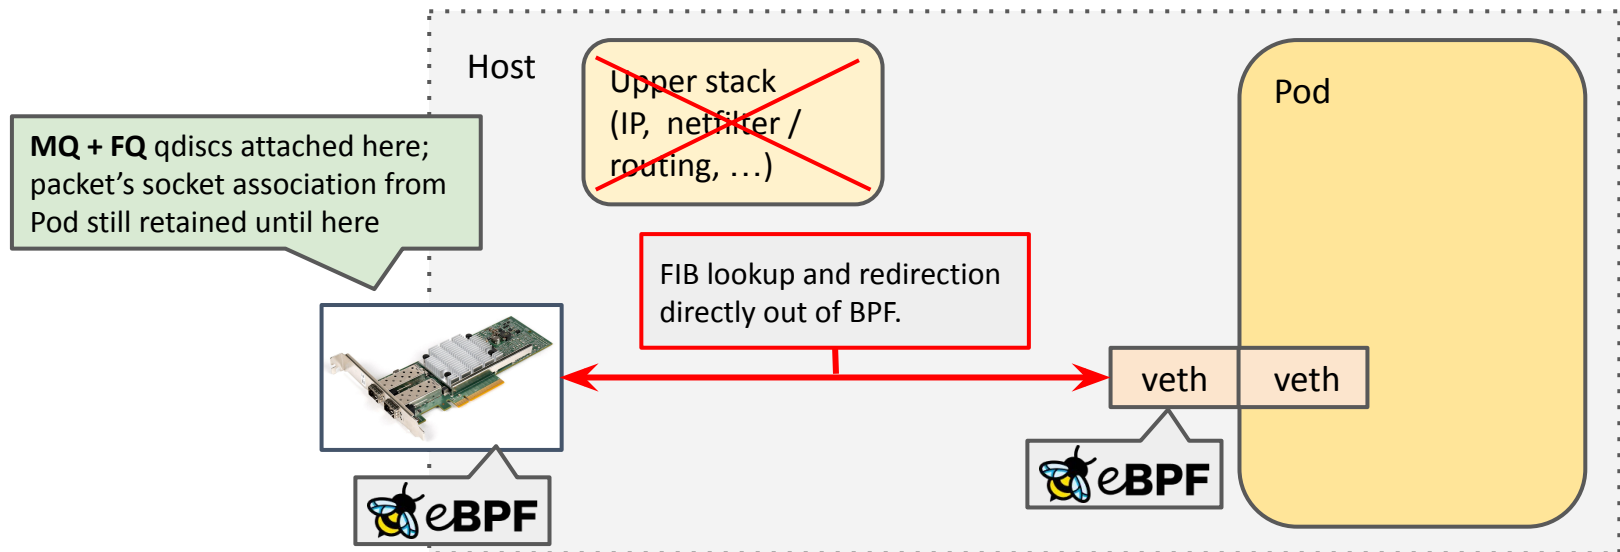 Host
Upper stack
(IP, netfilter /
routing, …)
Pod
MQ + FQ qdiscs attached here;
packet’s socket association from
Pod still retained until here
FIB lookup and redirection
directly out of BPF.
veth
veth
eBPF
eBPF